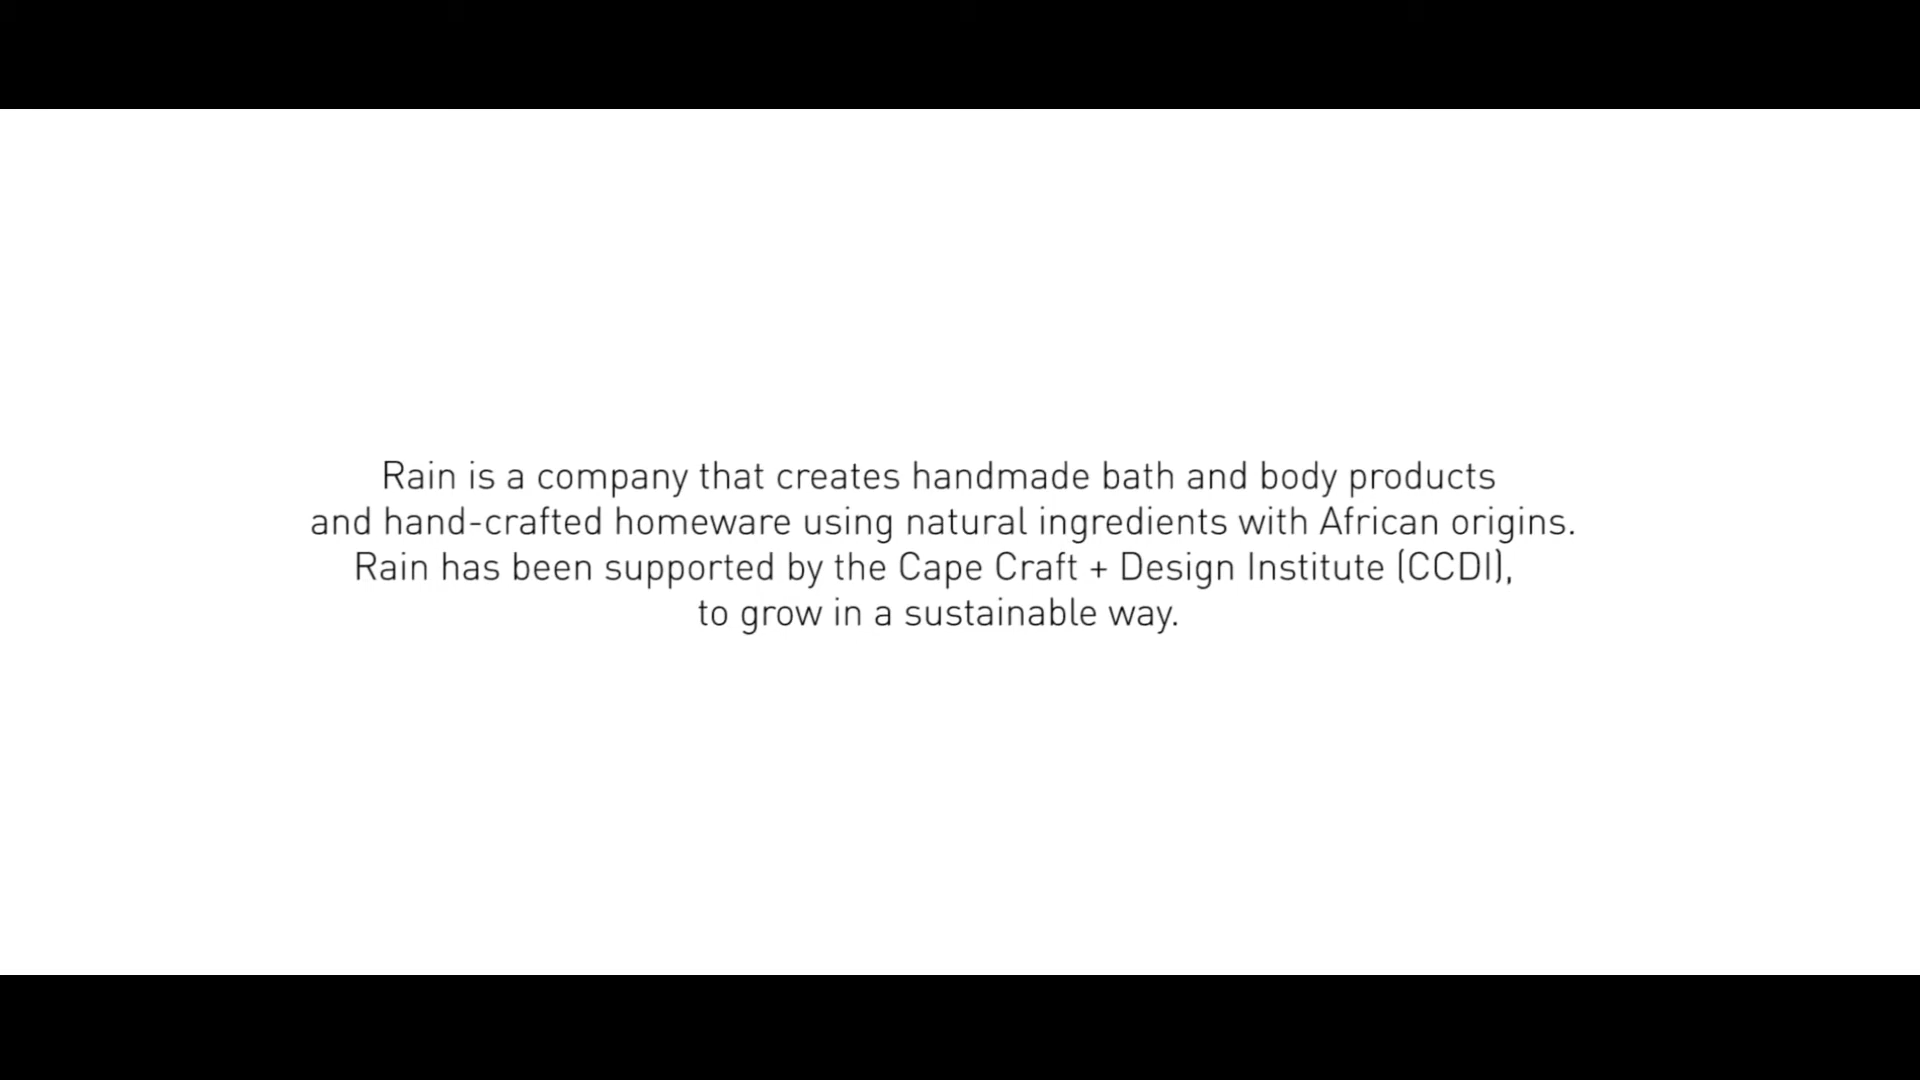 Rain is a company that creates handmade bath and body products
and hand-crafted homeware using natural ingredients with African origins.
Rain has been supported by the Cape Craft + Design Institute (CCDI),
to grow in a sustainable way.